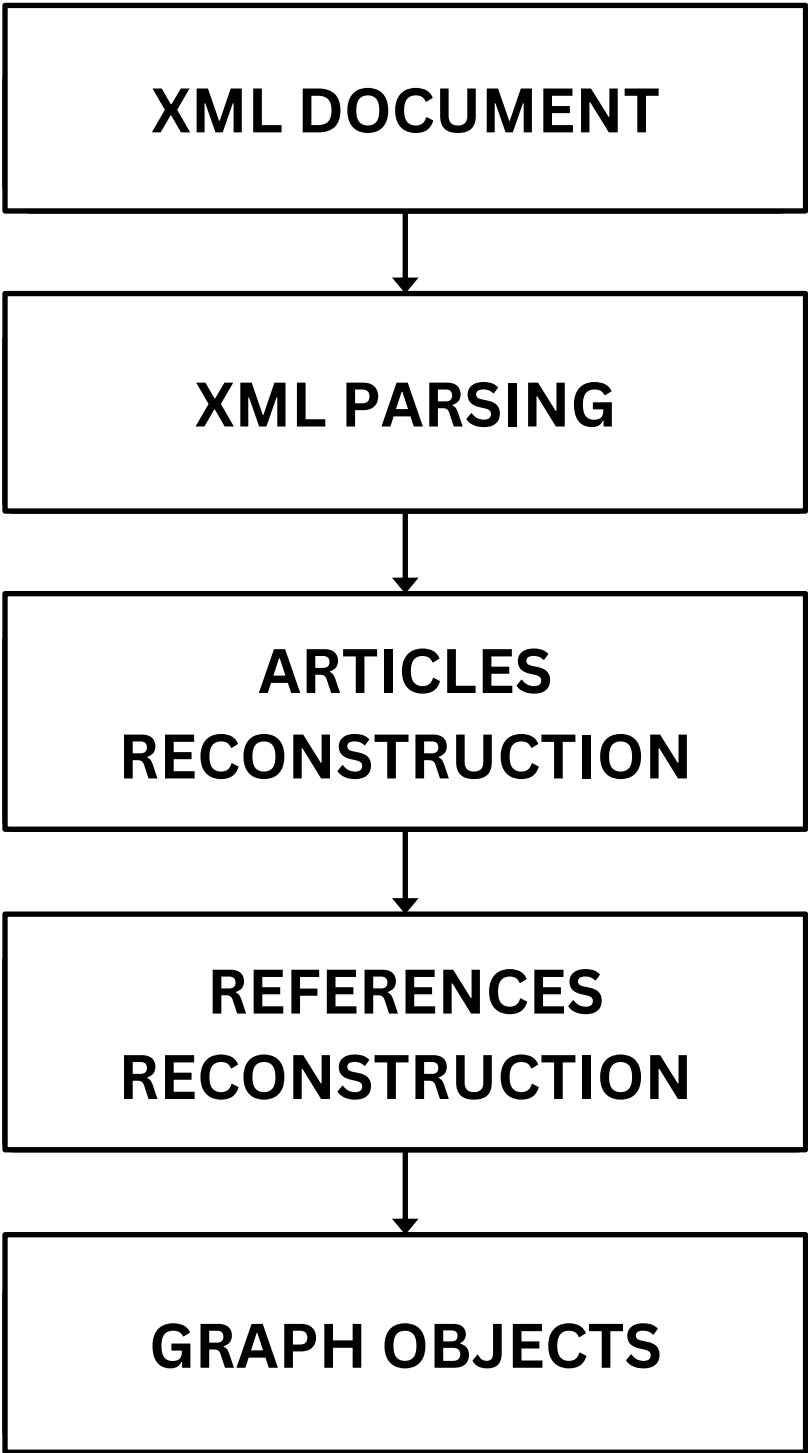 XML DOCUMENT
XML PARSING
ARTICLES
RECONSTRUCTION
REFERENCES
RECONSTRUCTION
GRAPH OBJECTS